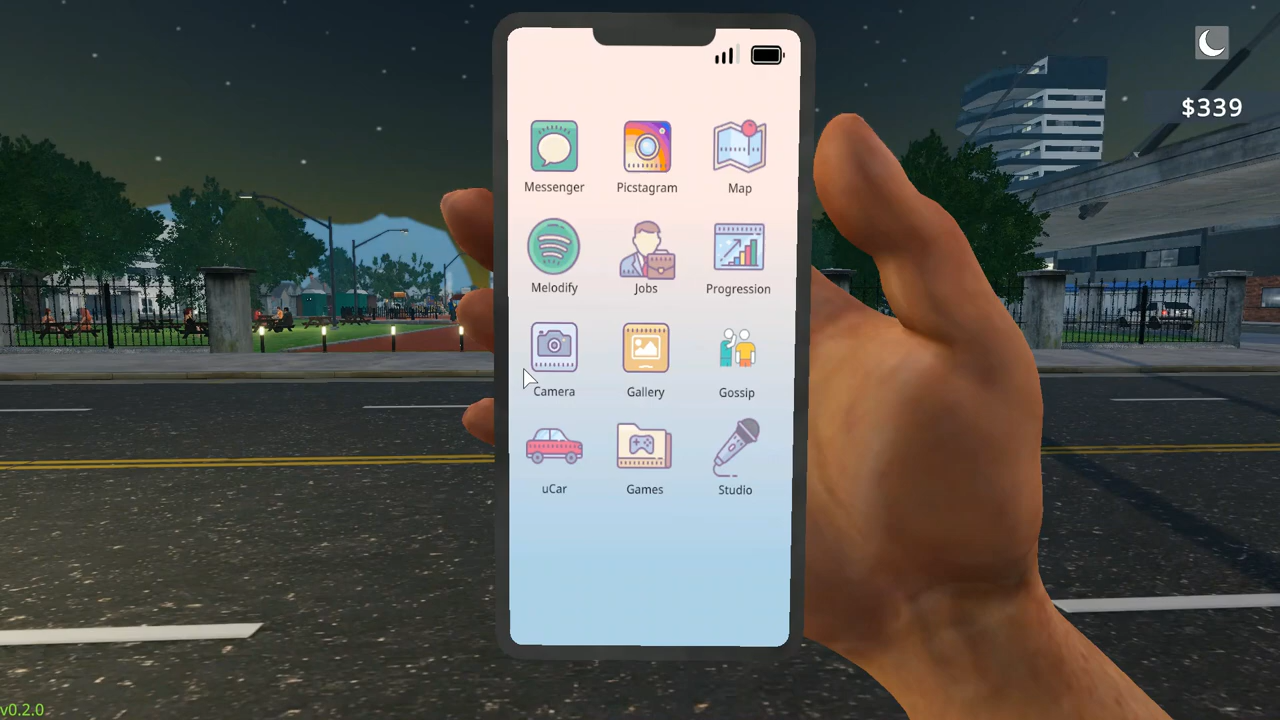 $339
Messenger Picstagram Map
Melodify Jobs Progression
Camera Gallery Gossip
uCar Games Studio
v0.2.0